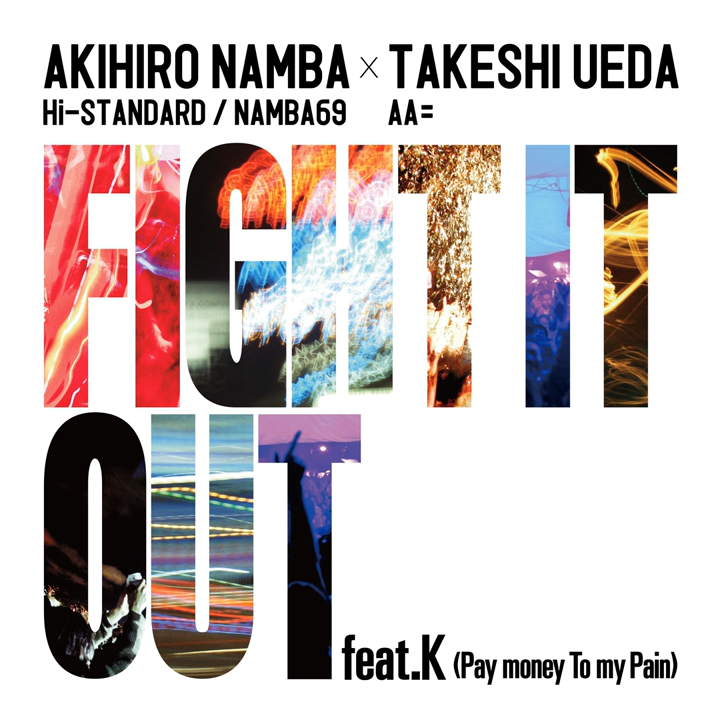 AKIHIRO NAMBA × TAKESHI UEDA
Hi-STANDARD / NAMBA69 AA=
FIGHT IT
OUT
feat.K (Pay money To my Pain)